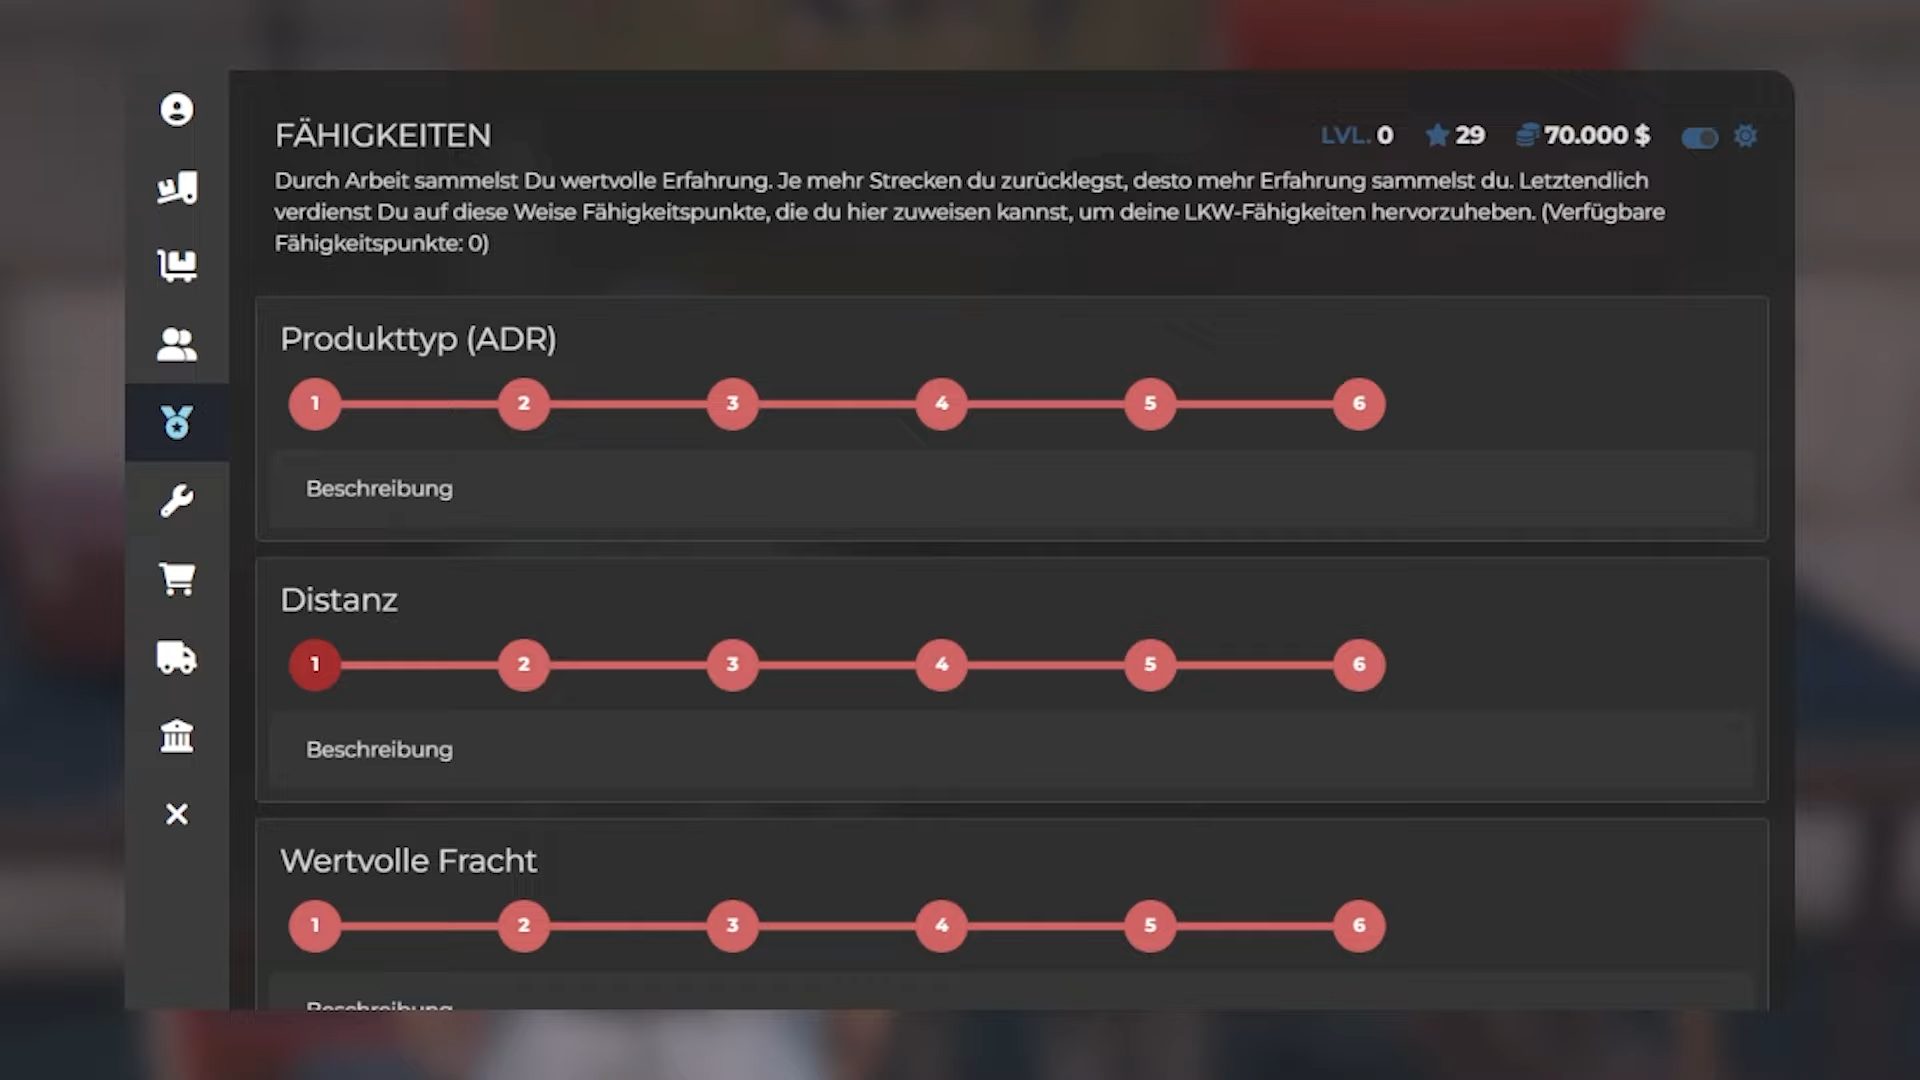 FÄHIGKEITEN
LVL. 0 29 70.000 $
Durch Arbeit sammelst Du wertvolle Erfahrung. Je mehr Strecken du zurücklegst, desto mehr Erfahrung sammelst du. Letztendlich
verdienst Du auf diese Weise Fähigkeitspunkte, die du hier zuweisen kannst, um deine LKW-Fähigkeiten hervorzuheben. (Verfügbare
Fähigkeitspunkte: 0)
Produkttyp (ADR)
1 2 3 4 5 6
Beschreibung
Distanz
1 2 3 4 5 6
Beschreibung
Wertvolle Fracht
1 2 3 4 5 6
Beschreibung